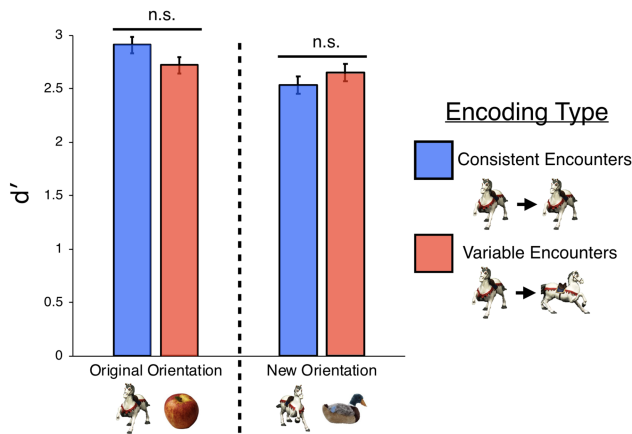 n.s.
n.s.
3
2.5
2
1.5
1
0.5
0
d′
Original Orientation
New Orientation
Encoding Type
Consistent Encounters
Variable Encounters